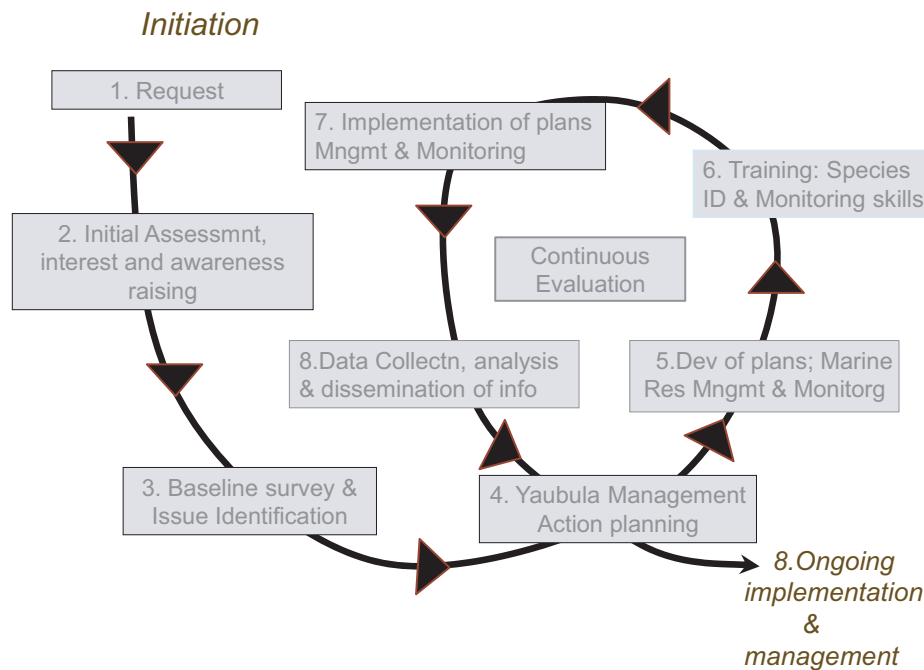 Initiation
1. Request
2. Initial Assessmnt,
interest and awareness
raising
3. Baseline survey &
Issue Identification
4. Yaubula Management
Action planning
5.Dev of plans; Marine
Res Mngmt & Monitorg
6. Training: Species
ID & Monitoring skills
7. Implementation of plans
Mngmt & Monitoring
8.Data Collectn, analysis
& dissemination of info
Continuous
Evaluation
8.Ongoing
implementation
&
management